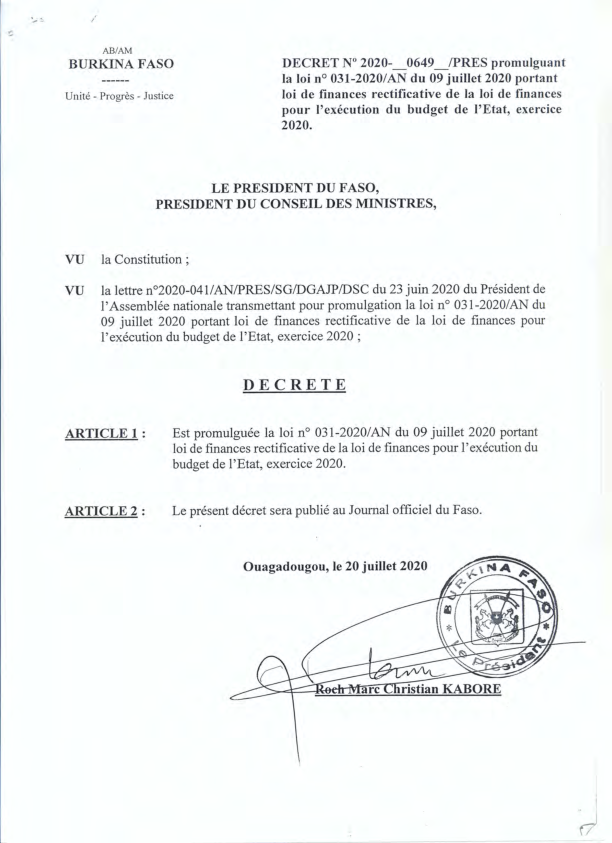 AB/AM
BURKINA FASO
------
Unité - Progrès - Justice
DECRET N° 2020-__0649__/PRES promulguant
la loi n° 031-2020/AN du 09 juillet 2020 portant
loi de finances rectificative de la loi de finances
pour l'exécution du budget de l'Etat, exercice
2020.
LE PRESIDENT DU FASO,
PRESIDENT DU CONSEIL DES MINISTRES,
VU la Constitution ;
VU la lettre n°2020-041/AN/PRES/SG/DGAJP/DSC du 23 juin 2020 du Président de
l'Assemblée nationale transmettant pour promulgation la loi n° 031-2020/AN du
09 juillet 2020 portant loi de finances rectificative de la loi de finances pour
l'exécution du budget de l'Etat, exercice 2020 ;
D E C R E T E
ARTICLE 1 : Est promulguée la loi n° 031-2020/AN du 09 juillet 2020 portant
loi de finances rectificative de la loi de finances pour l'exécution du
budget de l'Etat, exercice 2020.
ARTICLE 2 : Le présent décret sera publié au Journal officiel du Faso.
Ouagadougou, le 20 juillet 2020
* BURKINA FASO *
Le Président
Roch Marc Christian KABORE